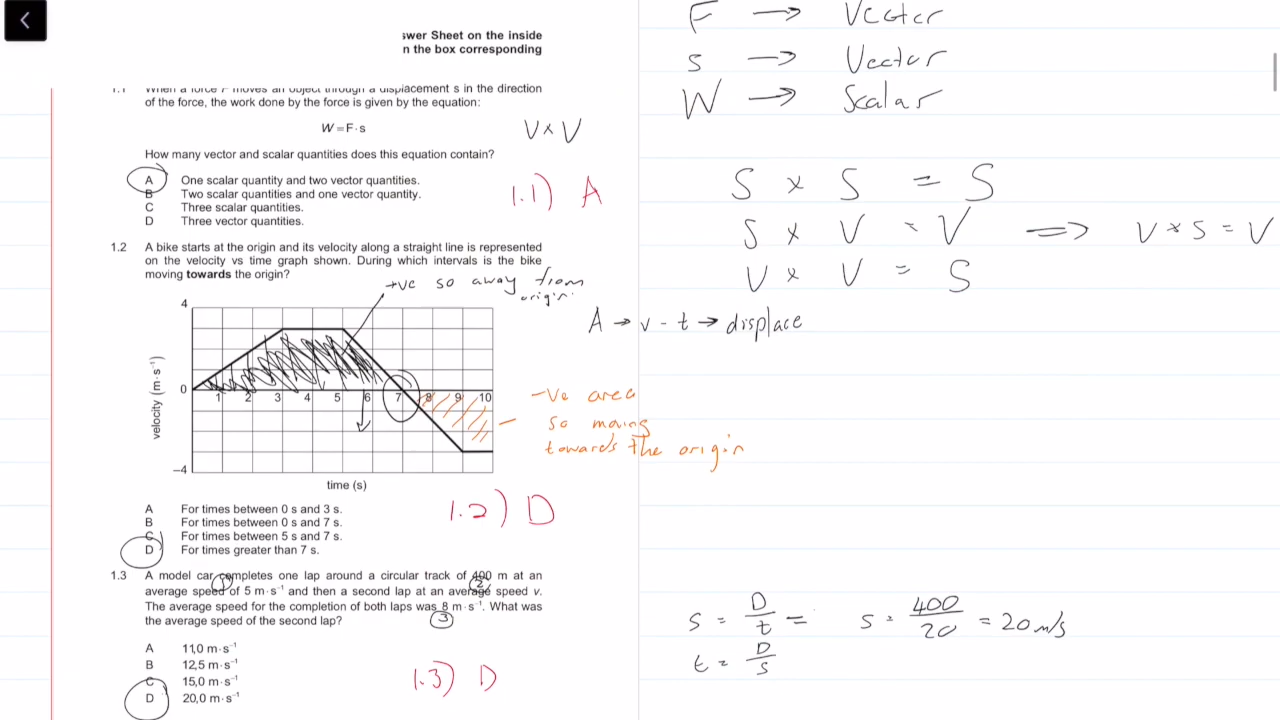 swer Sheet on the inside
n the box corresponding
1.1 When a force F moves an object through a displacement s in the direction
of the force, the work done by the force is given by the equation:
W = F·s
V x V
How many vector and scalar quantities does this equation contain?
A One scalar quantity and two vector quantities.
B Two scalar quantities and one vector quantity.
C Three scalar quantities.
D Three vector quantities.
1.1) A
1.2 A bike starts at the origin and its velocity along a straight line is represented
on the velocity vs time graph shown. During which intervals is the bike
moving towards the origin?
+ve so away from
origin.
4
0
−4
velocity (m·s⁻¹)
1 2 3 4 5 6 7 8 9 10
time (s)
-ve area
so moving
towards the origin
A For times between 0 s and 3 s.
B For times between 0 s and 7 s.
C For times between 5 s and 7 s.
D For times greater than 7 s.
1.2) D
1.3 A model car completes one lap around a circular track of 400 m at an
average speed of 5 m·s⁻¹ and then a second lap at an average speed v.
The average speed for the completion of both laps was 8 m·s⁻¹. What was
the average speed of the second lap?
1
2
3
A 11,0 m·s⁻¹
B 12,5 m·s⁻¹
C 15,0 m·s⁻¹
D 20,0 m·s⁻¹
1.3) D
F → Vector
s → Vector
W → Scalar
S x S = S
S x V = V ⇒ V x S = V
V x V = S
A → v - t → displace
s = D/t = s = 400/20 = 20 m/s
t = D/s